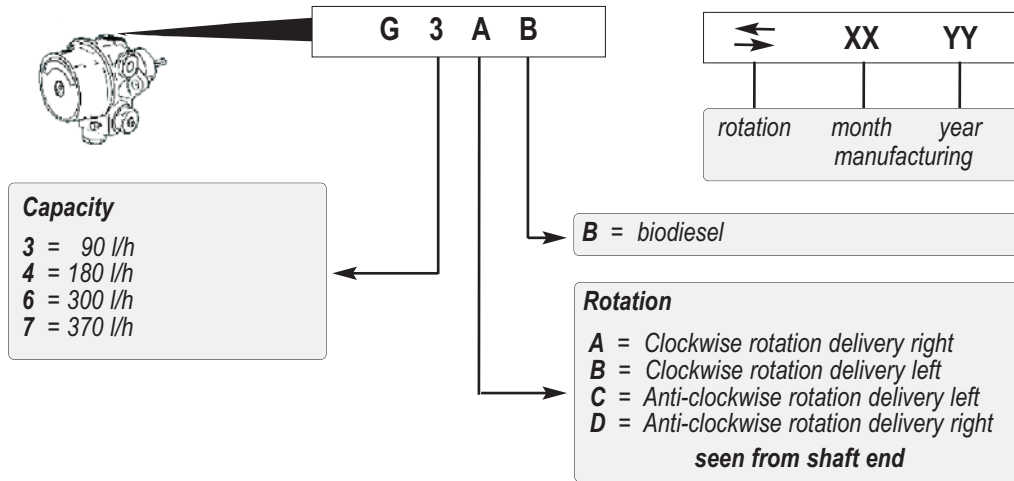 G 3 A B
XX YY
rotation month year
manufacturing
Capacity
3 = 90 l/h
4 = 180 l/h
6 = 300 l/h
7 = 370 l/h
B = biodiesel
Rotation
A = Clockwise rotation delivery right
B = Clockwise rotation delivery left
C = Anti-clockwise rotation delivery left
D = Anti-clockwise rotation delivery right
seen from shaft end